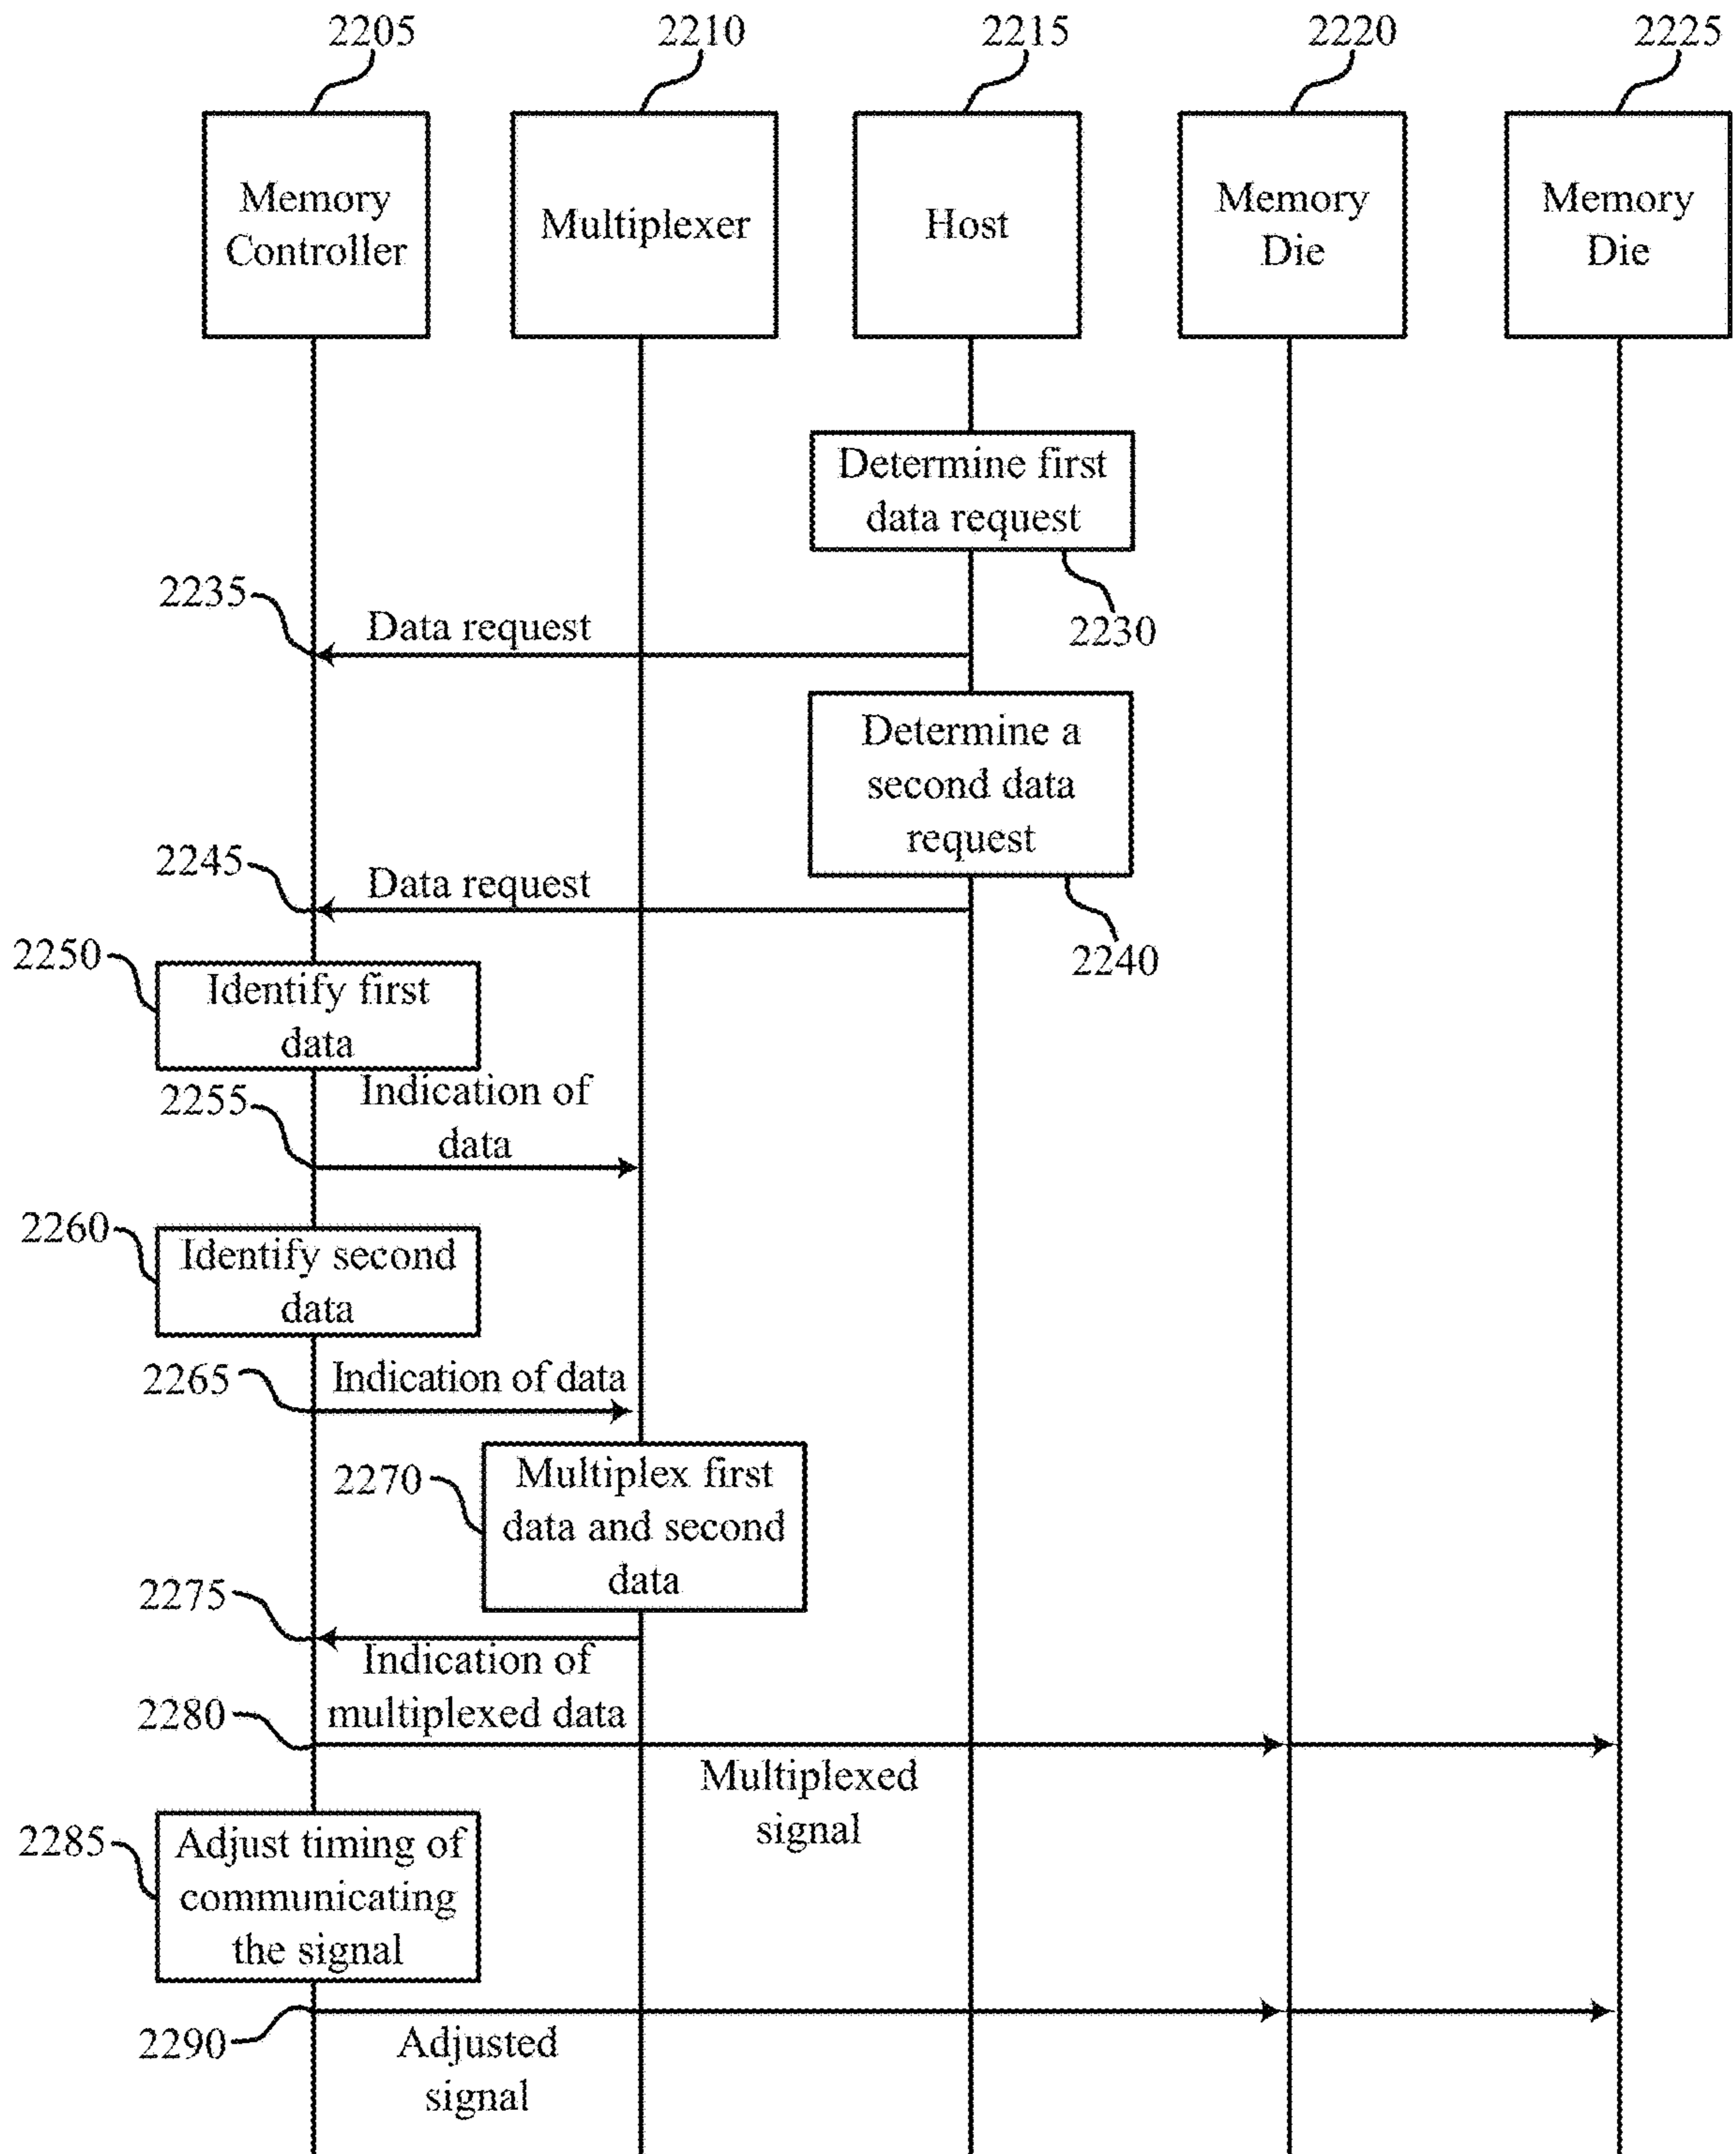 2205
2210
2215
2220
2225
Memory
Controller
Multiplexer
Host
Memory
Die
Memory
Die
Determine first
data request
2230
2235
Data request
Determine a
second data
request
2240
2245
Data request
2250
Identify first
data
2255
Indication of
data
2260
Identify second
data
2265
Indication of data
2270
Multiplex first
data and second
data
2275
Indication of
multiplexed data
2280
Multiplexed
signal
2285
Adjust timing of
communicating
the signal
2290
Adjusted
signal